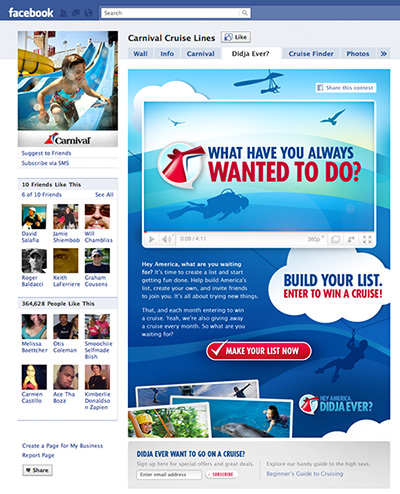 facebook
Search
Carnival Cruise Lines Like
Wall Info Carnival Didja Ever? Cruise Finder Photos »
Share this contest
Carnival
WHAT HAVE YOU ALWAYS
WANTED TO DO?
0:00 / 4:11 360p
Suggest to Friends
Subscribe via SMS
10 Friends Like This
6 of 10 Friends See All
David Salafia
Jamie Shiembob
Will Chambliss
Roger Baldacci
Keith LaFerriere
Graham Gousens
364,628 People Like This
Melissa Boettcher
Otis Coleman
Smoochie Selfmade Biish
Carmen Castillo
Ace Tha Bozz
Kimberlie Donaldson Zapien
Create a Page for My Business
Report Page
Share
Hey America, what are you waiting
for? It's time to create a list and start
getting fun done. Help build America's
list, create your own, and invite friends
to join you. It's all about trying new things.
That, and each month entering to win
a cruise. Yeah, we're also giving away
a cruise every month. So what are you
waiting for?
BUILD YOUR LIST.
ENTER TO WIN A CRUISE!
MAKE YOUR LIST NOW
HEY AMERICA,
DIDJA EVER?
DIDJA EVER WANT TO GO ON A CRUISE?
Sign up here for special offers and great deals.
Enter email address SUBSCRIBE
Explore our handy guide to the high seas.
Beginner's Guide to Cruising